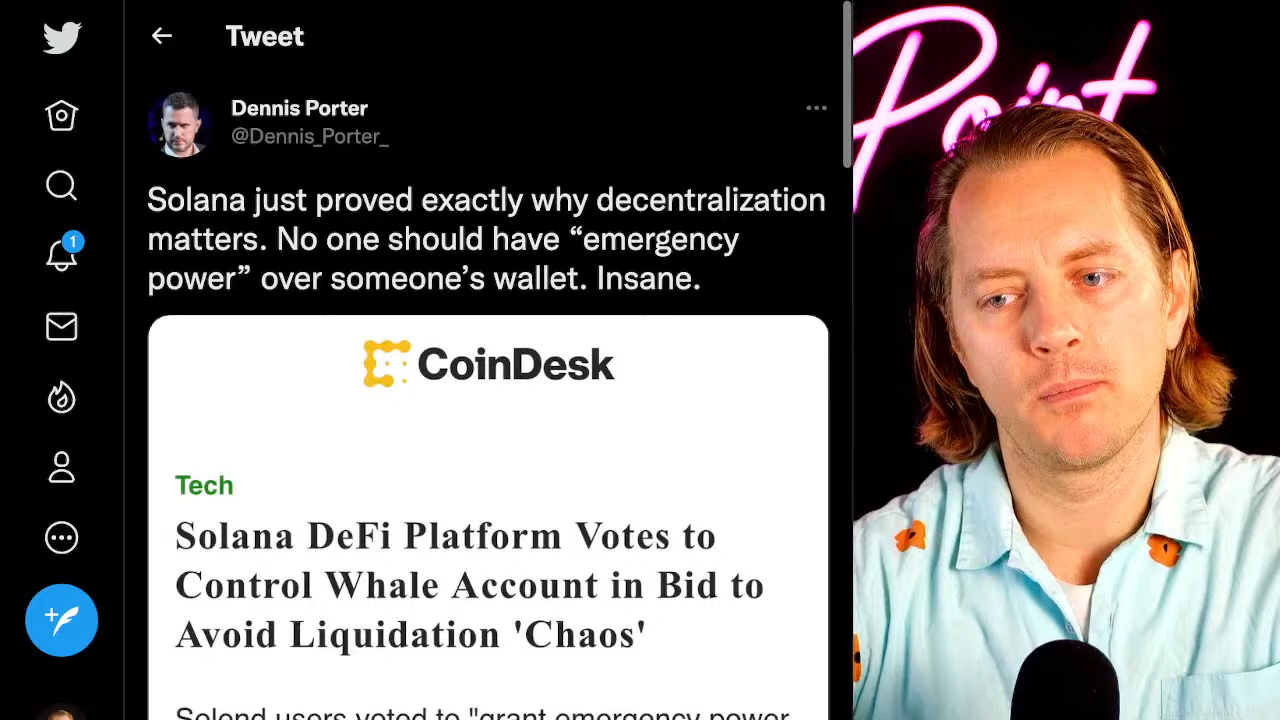 Tweet
Dennis Porter
@Dennis_Porter_
Solana just proved exactly why decentralization
matters. No one should have “emergency
power” over someone’s wallet. Insane.
CoinDesk
Tech
Solana DeFi Platform Votes to
Control Whale Account in Bid to
Avoid Liquidation 'Chaos'
Solend users voted to "grant emergency power
1
Point